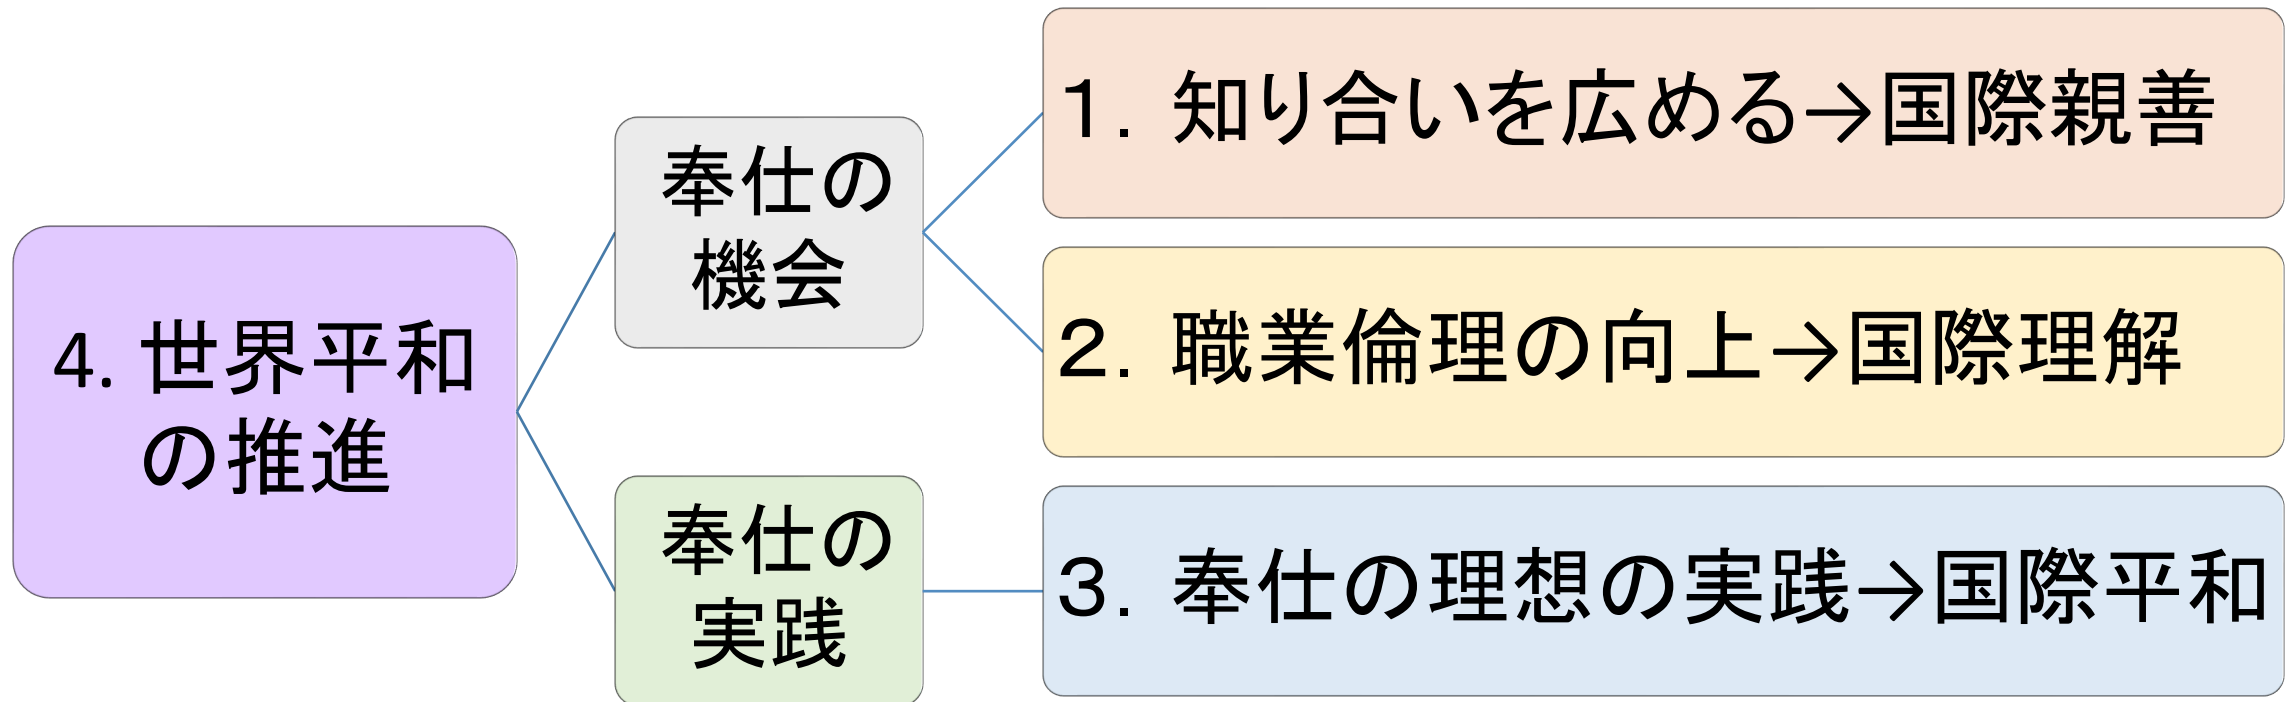 4. 世界平和
の推進
奉仕の
機会
1. 知り合いを広める→国際親善
2. 職業倫理の向上→国際理解
奉仕の
実践
3. 奉仕の理想の実践→国際平和